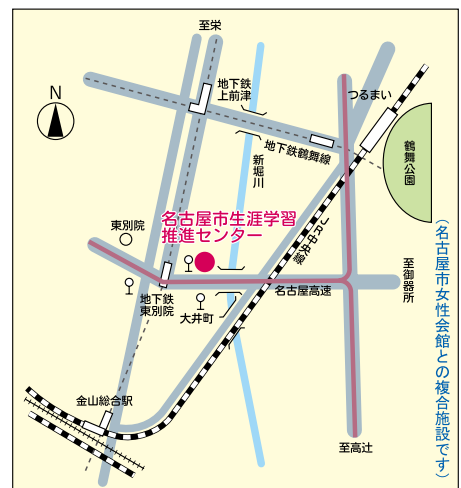 至栄
N
地下鉄
上前津
つるまい
地下鉄鶴舞線
鶴舞公園
新堀川
名古屋市生涯学習
推進センター
東別院
JR中央線
至御器所
（名古屋市女性会館との複合施設です）
地下鉄
東別院
大井町
名古屋高速
金山総合駅
至高辻